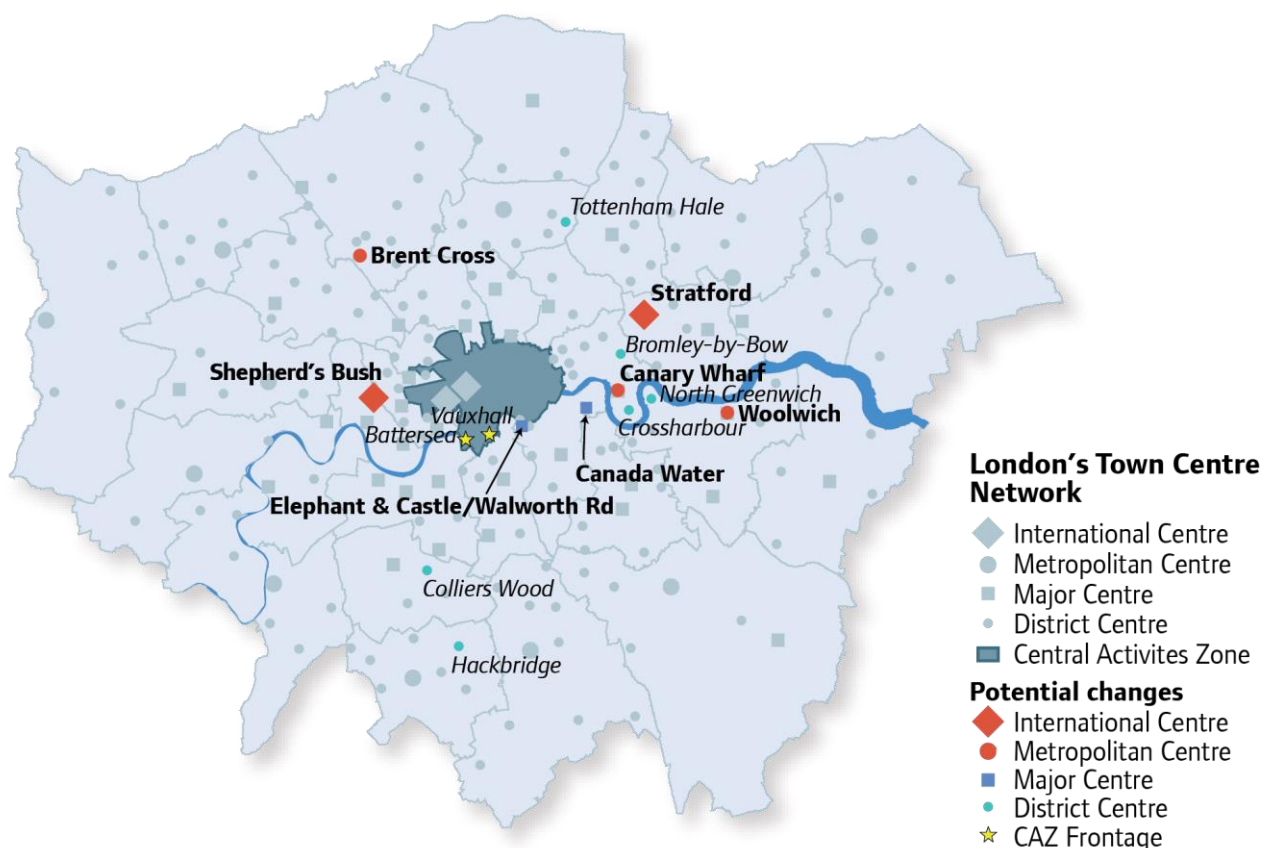 Tottenham Hale
Brent Cross
Stratford
Bromley-by-Bow
Shepherd's Bush
Canary Wharf
North Greenwich
Vauxhall
Woolwich
Battersea
Crossharbour
Canada Water
Elephant & Castle/Walworth Rd
Colliers Wood
Hackbridge
London's Town Centre
Network
International Centre
Metropolitan Centre
Major Centre
District Centre
Central Activites Zone
Potential changes
International Centre
Metropolitan Centre
Major Centre
District Centre
CAZ Frontage